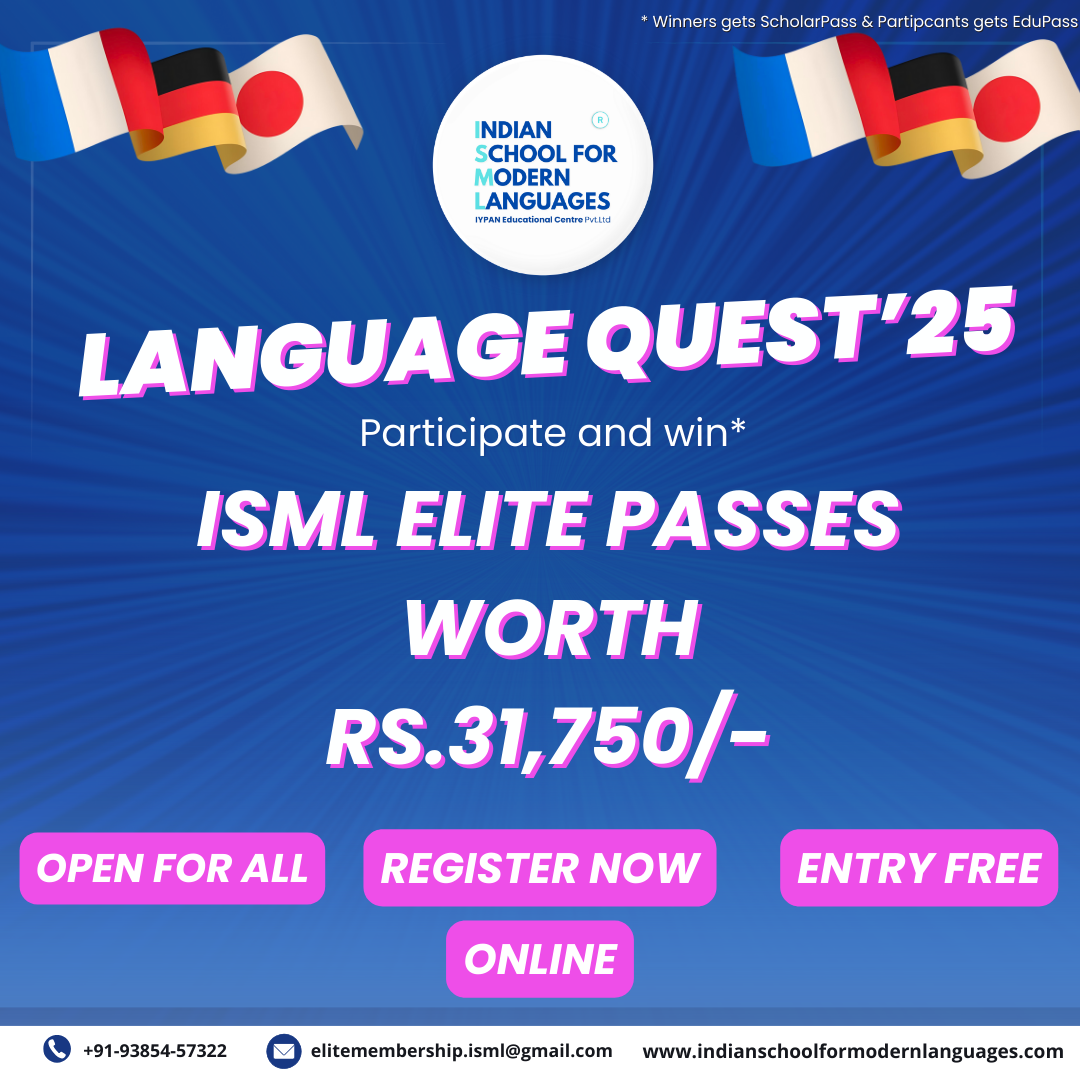 * Winners gets ScholarPass & Partipcants gets EduPass
INDIAN
®
SCHOOL FOR
MODERN
LANGUAGES
IYPAN Educational Centre Pvt.Ltd
LANGUAGE QUEST’25
Participate and win*
ISML ELITE PASSES
WORTH
RS.31,750/-
OPEN FOR ALL
REGISTER NOW
ENTRY FREE
ONLINE
+91-93854-57322
elitemembership.isml@gmail.com
www.indianschoolformodernlanguages.com